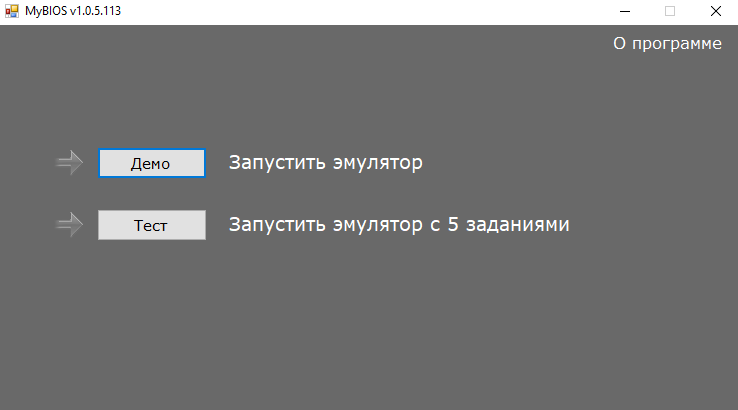 MyBIOS v1.0.5.113
О программе
Демо Запустить эмулятор
Тест Запустить эмулятор с 5 заданиями